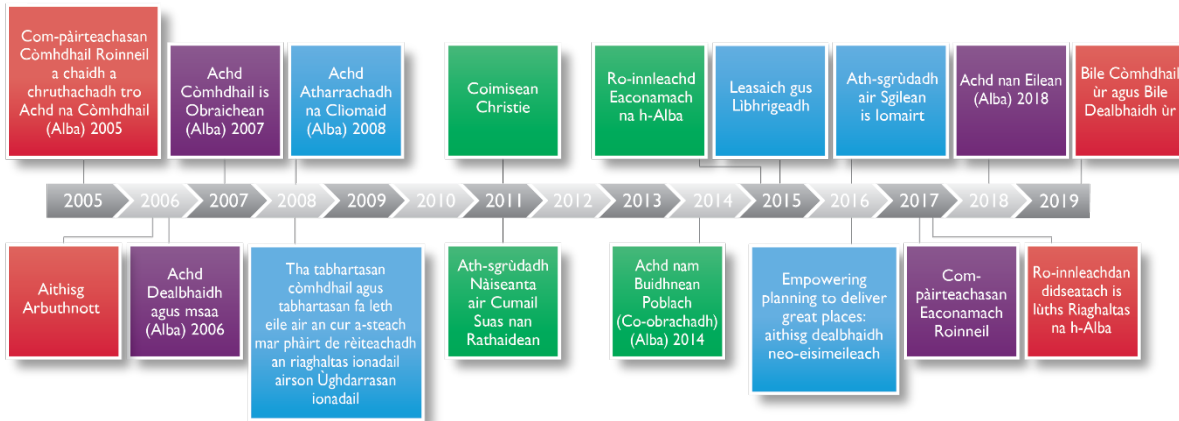 Com-pàirteachasan
Còmhdhail Roinneil
a chaidh a
chruthachadh tro
Achd na Còmhdhail
(Alba) 2005
Achd
Còmhdhail is
Obraichean
(Alba) 2007
Achd
Atharrachadh
na Clìomaid
(Alba) 2008
Coimisean
Christie
Ro-innleachd
Eaconamach
na h-Alba
Leasaich gus
Lìbhrigeadh
Ath-sgrùdadh
air Sgilean
is Iomairt
Achd nan Eilean
(Alba) 2018
Bile Còmhdhail
ùr agus Bile
Dealbhaidh ùr
2005
2006
2007
2008
2009
2010
2011
2012
2013
2014
2015
2016
2017
2018
2019
Aithisg
Arbuthnott
Achd
Dealbhaidh
agus msaa
(Alba) 2006
Tha tabhartasan
còmhdhail agus
tabhartasan fa leth
eile air an cur a-steach
mar phàirt de rèiteachadh
an riaghaltas ionadail
airson Ùghdarrasan
ionadail
Ath-sgrùdadh
Nàiseanta
air Cumail
Suas nan
Rathaidean
Achd nam
Buidhnean
Poblach
(Co-obrachadh)
(Alba) 2014
Empowering
planning to deliver
great places:
aithisg dealbhaidh
neo-eisimeileach
Com-
pàirteachasan
Eaconamach
Roinneil
Ro-innleachdan
didseatach is
lùths Riaghaltas
na h-Alba